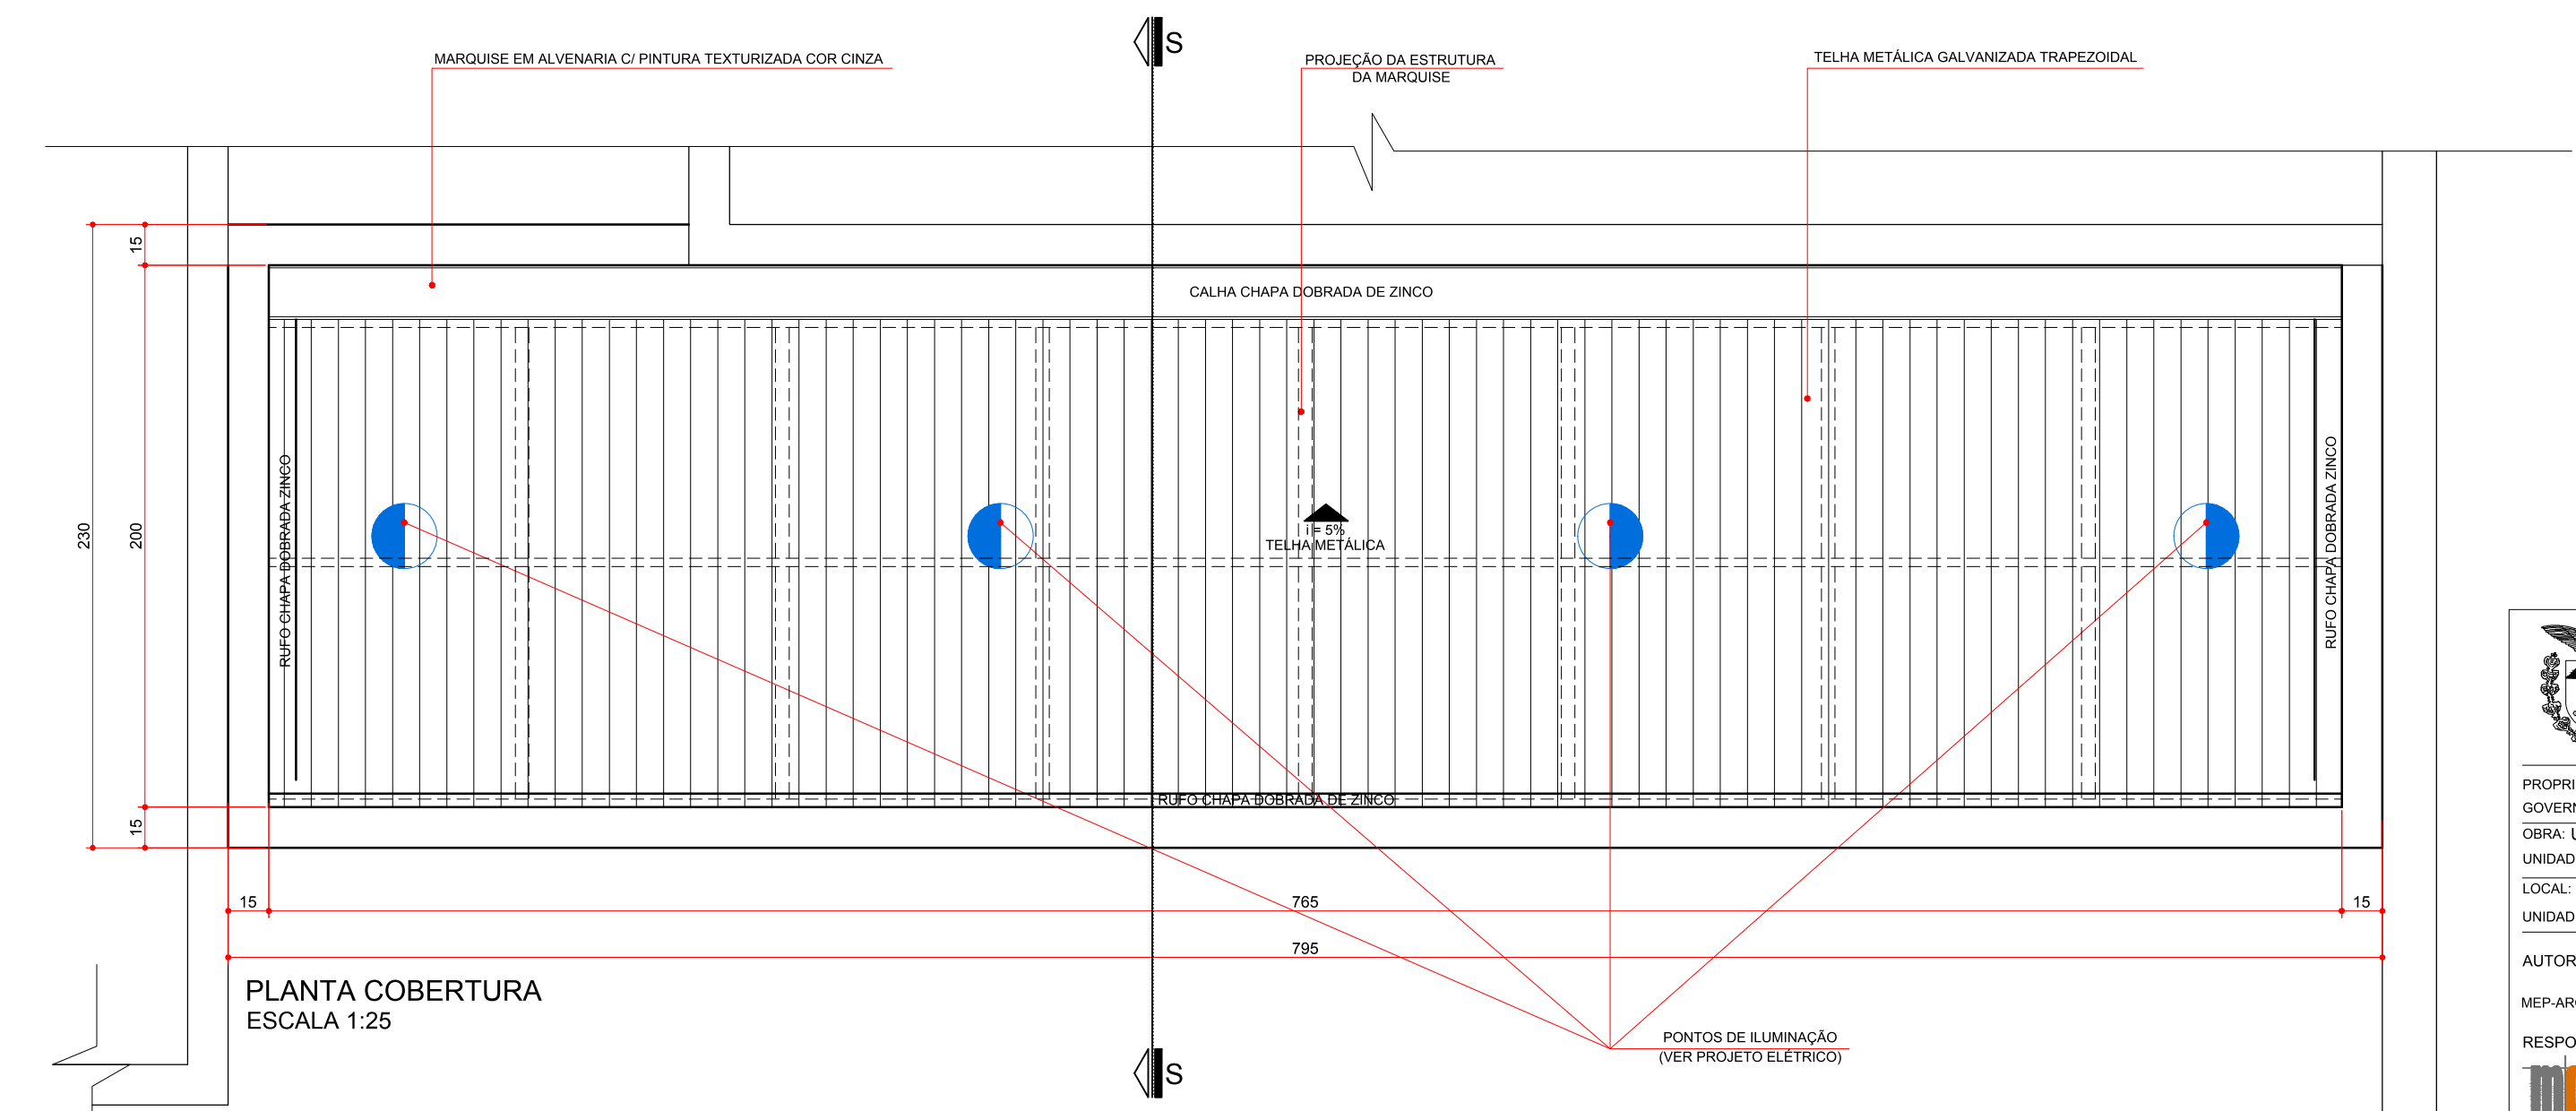 S
MARQUISE EM ALVENARIA C/ PINTURA TEXTURIZADA COR CINZA
PROJEÇÃO DA ESTRUTURA
DA MARQUISE
TELHA METÁLICA GALVANIZADA TRAPEZOIDAL
15
CALHA CHAPA DOBRADA DE ZINCO
RUFO CHAPA DOBRADA ZINCO
RUFO CHAPA DOBRADA ZINCO
230
200
i = 5%
TELHA METÁLICA
RUFO CHAPA DOBRADA DE ZINCO
15
15
765
15
795
PLANTA COBERTURA
ESCALA 1:25
PONTOS DE ILUMINAÇÃO
(VER PROJETO ELÉTRICO)
S
PROPRI
GOVERN
OBRA: U
UNIDAD
LOCAL:
UNIDAD
AUTOR
MEP-AR
RESPO